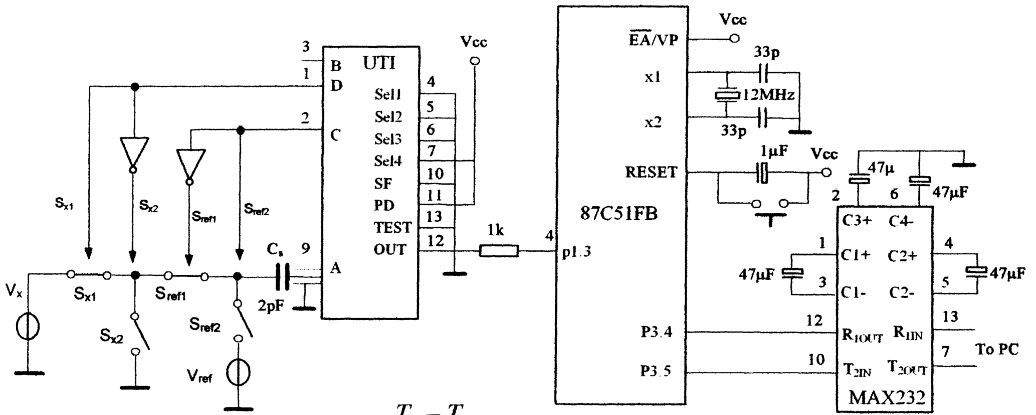 3
B
UTI
1
D
Sel1
4
Sel2
5
2
C
Sel3
6
Sel4
7
SF
10
PD
11
TEST
13
OUT
12
9
A
Vcc
Sx1
Sx2
Sref1
Sref2
Cs
2pF
Vx
Sx1
Sx2
Sref1
Sref2
Vref
1k
4
p1.3
87C51FB
EA/VP
Vcc
x1
x2
33p
12MHz
33p
RESET
1µF
Vcc
P3.4
P3.5
47µ
47µF
2
6
C3+
C4-
1
C1+
C2+
4
47µF
47µF
3
C1-
C2-
5
12
R1OUT
R1IN
13
10
T2IN
T2OUT
7
To PC
MAX232
T - T